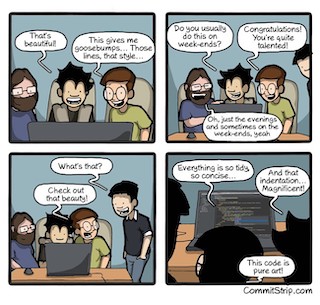 That's
beautiful!
This gives me
goosebumps... Those
lines, that style...
Do you usually
do this on
week-ends?
Congratulations!
You're quite
talented!
Oh, just the evenings
and sometimes on the
week-ends, yeah
What's that?
Check out
that beauty!
Everything is so tidy,
so concise...
And that
indentation...
Magnificent!
This code is
pure art!
CommitStrip.com